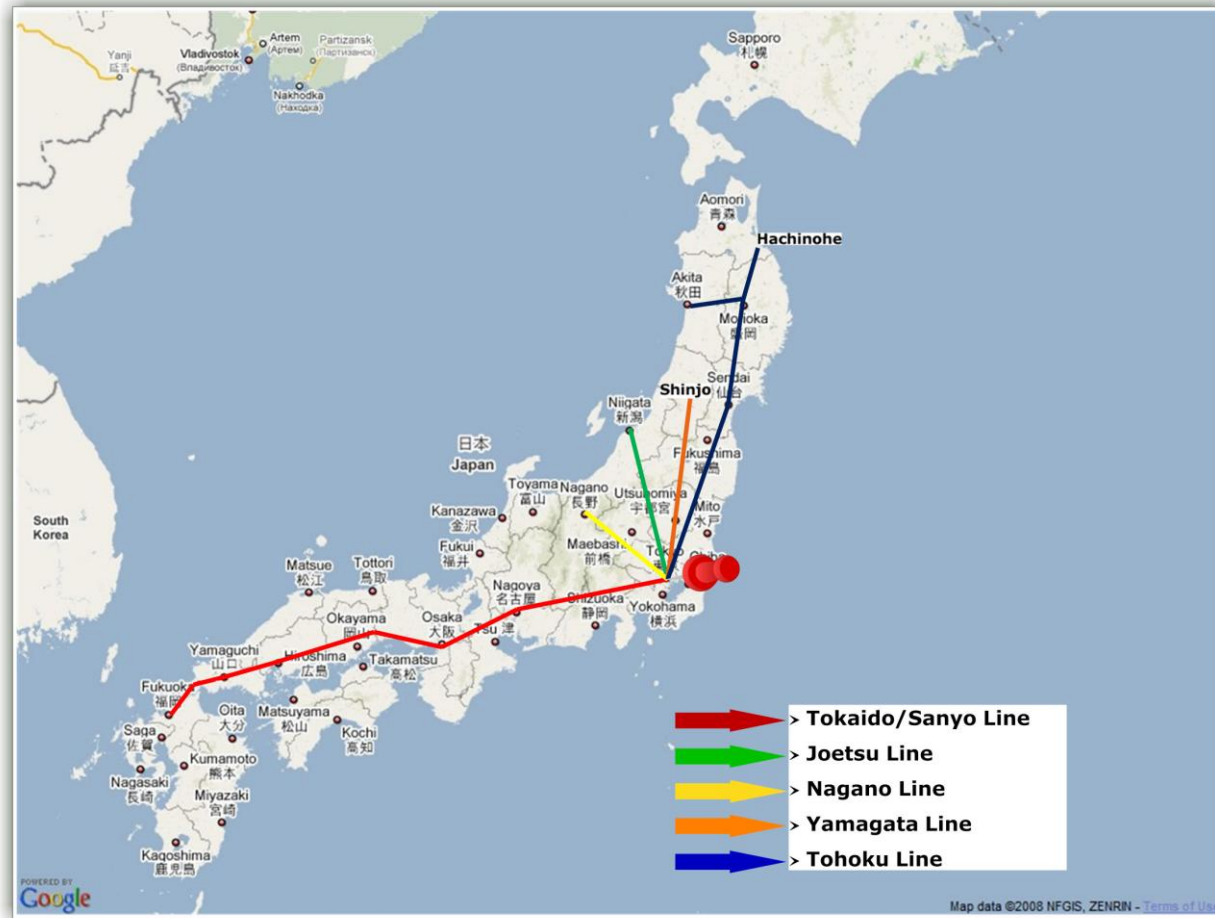 Yanji
延吉
Artem
(Артем)
Partizansk
(Партизанск)
Vladivostok
(Владивосток)
Nakhodka
(Находка)
Sapporo
札幌
Aomori
青森
Hachinohe
Akita
秋田
Morioka
盛岡
Sendai
仙台
Shinjo
Niigata
新潟
Fukushima
福島
日本
Japan
Toyama
富山
Nagano
長野
Utsunomiya
宇都宮
Mito
水戸
Kanazawa
金沢
Maebashi
前橋
Fukui
福井
South
Korea
Matsue
松江
Tottori
鳥取
Nagoya
名古屋
Shizuoka
静岡
Yokohama
横浜
Okayama
岡山
Osaka
大阪
Tsu 津
Yamaguchi
山口
Hiroshima
広島
Takamatsu
高松
Fukuoka
福岡
Oita
大分
Matsuyama
松山
Kochi
高知
Saga
佐賀
Kumamoto
熊本
Nagasaki
長崎
Miyazaki
宮崎
Kagoshima
鹿児島
Tokaido/Sanyo Line
Joetsu Line
Nagano Line
Yamagata Line
Tohoku Line
POWERED BY
Google
Map data ©2008 NFGIS, ZENRIN - Terms of Use